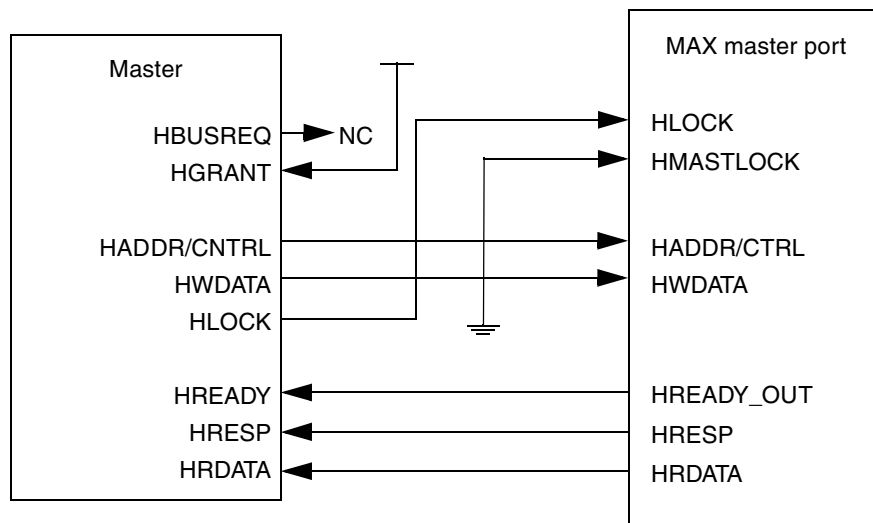 Master
HBUSREQ
NC
HGRANT
HADDR/CNTRL
HWDATA
HLOCK
HREADY
HRESP
HRDATA
MAX master port
HLOCK
HMASTLOCK
HADDR/CTRL
HWDATA
HREADY_OUT
HRESP
HRDATA